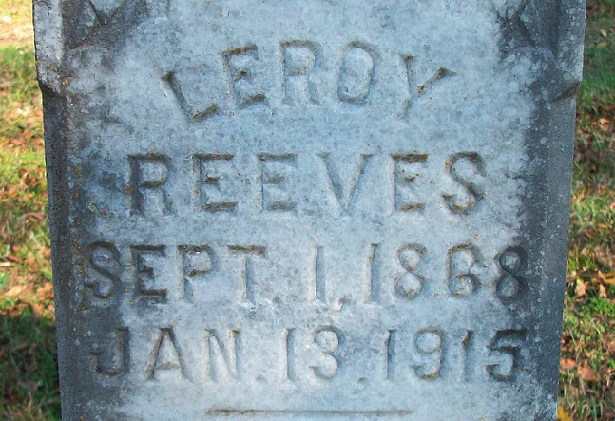 LEROY
REEVES
SEPT. 1, 1868
JAN. 13, 1915